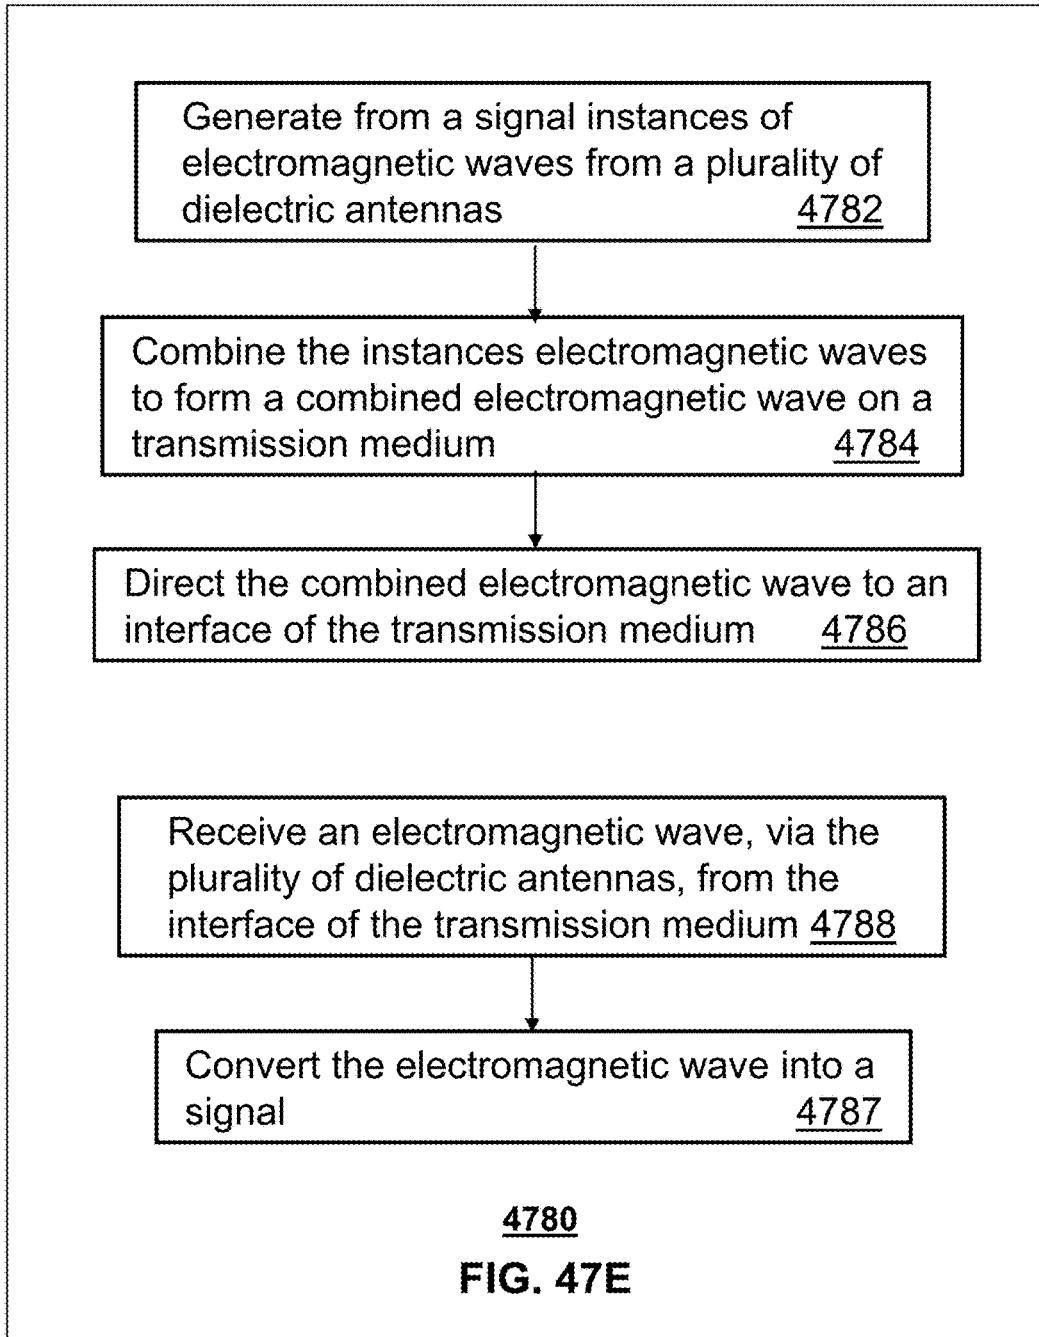 Generate from a signal instances of
electromagnetic waves from a plurality of
dielectric antennas 4782
Combine the instances electromagnetic waves
to form a combined electromagnetic wave on a
transmission medium 4784
Direct the combined electromagnetic wave to an
interface of the transmission medium 4786
Receive an electromagnetic wave, via the
plurality of dielectric antennas, from the
interface of the transmission medium 4788
Convert the electromagnetic wave into a
signal 4787
4780
FIG. 47E